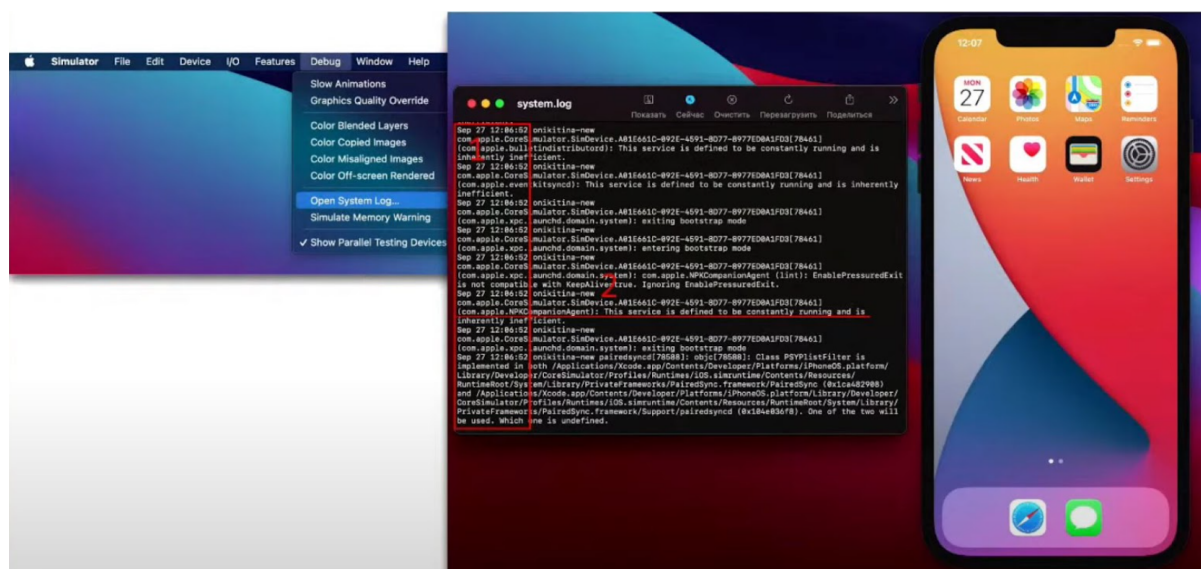 Simulator File Edit Device I/O Features Debug Window Help
Slow Animations
Graphics Quality Override
Color Blended Layers
Color Copied Images
Color Misaligned Images
Color Off-screen Rendered
Open System Log...
Simulate Memory Warning
✓ Show Parallel Testing Devices
system.log
Показать Сейчас Очистить Перезагрузить Поделиться
Sep 27 12:06:52 onikitina-new
com.apple.CoreSimulator.SimDevice.A01E661C-092E-4591-8D77-8977ED0A1FD3[78461]
(com.apple.bulletindistributord): This service is defined to be constantly running and is
inherently inefficient.
Sep 27 12:06:52 onikitina-new
com.apple.CoreSimulator.SimDevice.A01E661C-092E-4591-8D77-8977ED0A1FD3[78461]
(com.apple.eventkitsyncd): This service is defined to be constantly running and is inherently
inefficient.
Sep 27 12:06:52 onikitina-new
com.apple.CoreSimulator.SimDevice.A01E661C-092E-4591-8D77-8977ED0A1FD3[78461]
(com.apple.xpc.launchd.domain.system): exiting bootstrap mode
Sep 27 12:06:52 onikitina-new
com.apple.CoreSimulator.SimDevice.A01E661C-092E-4591-8D77-8977ED0A1FD3[78461]
(com.apple.xpc.launchd.domain.system): entering bootstrap mode
Sep 27 12:06:52 onikitina-new
com.apple.CoreSimulator.SimDevice.A01E661C-092E-4591-8D77-8977ED0A1FD3[78461]
(com.apple.xpc.launchd.domain.system): com.apple.NPKCompanionAgent (lint): EnablePressuredExit
is not compatible with KeepAlive=true. Ignoring EnablePressuredExit.
Sep 27 12:06:52 onikitina-new
com.apple.CoreSimulator.SimDevice.A01E661C-092E-4591-8D77-8977ED0A1FD3[78461]
(com.apple.NPKCompanionAgent): This service is defined to be constantly running and is
inherently inefficient.
Sep 27 12:06:52 onikitina-new
com.apple.CoreSimulator.SimDevice.A01E661C-092E-4591-8D77-8977ED0A1FD3[78461]
(com.apple.xpc.launchd.domain.system): exiting bootstrap mode
Sep 27 12:06:52 onikitina-new pairedsyncd[78508]: objc[78508]: Class PSYPlistFilter is
implemented in both /Applications/Xcode.app/Contents/Developer/Platforms/iPhoneOS.platform/
Library/Developer/CoreSimulator/Profiles/Runtimes/iOS.simruntime/Contents/Resources/
RuntimeRoot/System/Library/PrivateFrameworks/PairedSync.framework/PairedSync (0x1ca482908)
and /Applications/Xcode.app/Contents/Developer/Platforms/iPhoneOS.platform/Library/Developer/
CoreSimulator/Profiles/Runtimes/iOS.simruntime/Contents/Resources/RuntimeRoot/System/Library/
PrivateFrameworks/PairedSync.framework/Support/pairedsyncd (0x104e036f8). One of the two will
be used. Which one is undefined.
1
2
12:07
MON
27
Calendar Photos Maps Reminders
News Health Wallet Settings